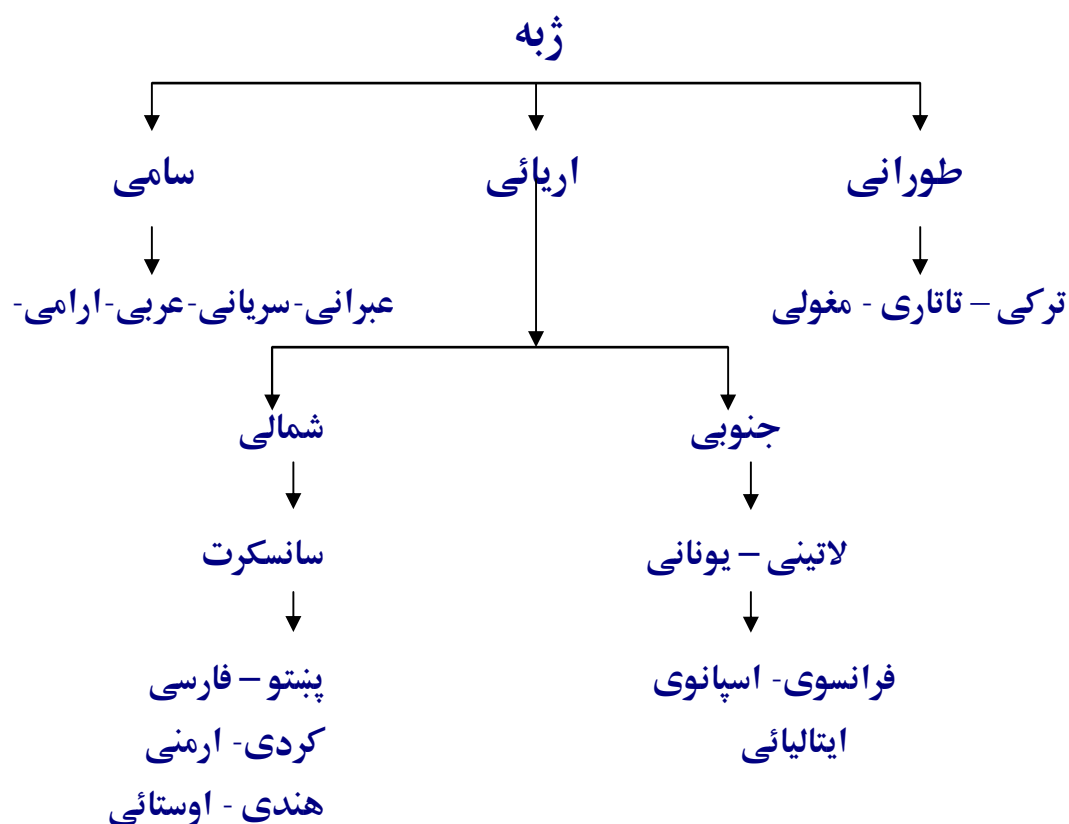 ژبه
طورانی
اریائی
سامی
ترکی – تاتاری - مغولی
عبرانی-سریانی-عربی-ارامی-
جنوبی
شمالی
لاتینی – یونانی
سانسکرت
فرانسوی- اسپانوی
ایتالیائی
پښتو – فارسی
کردی- ارمنی
هندی - اوستائی